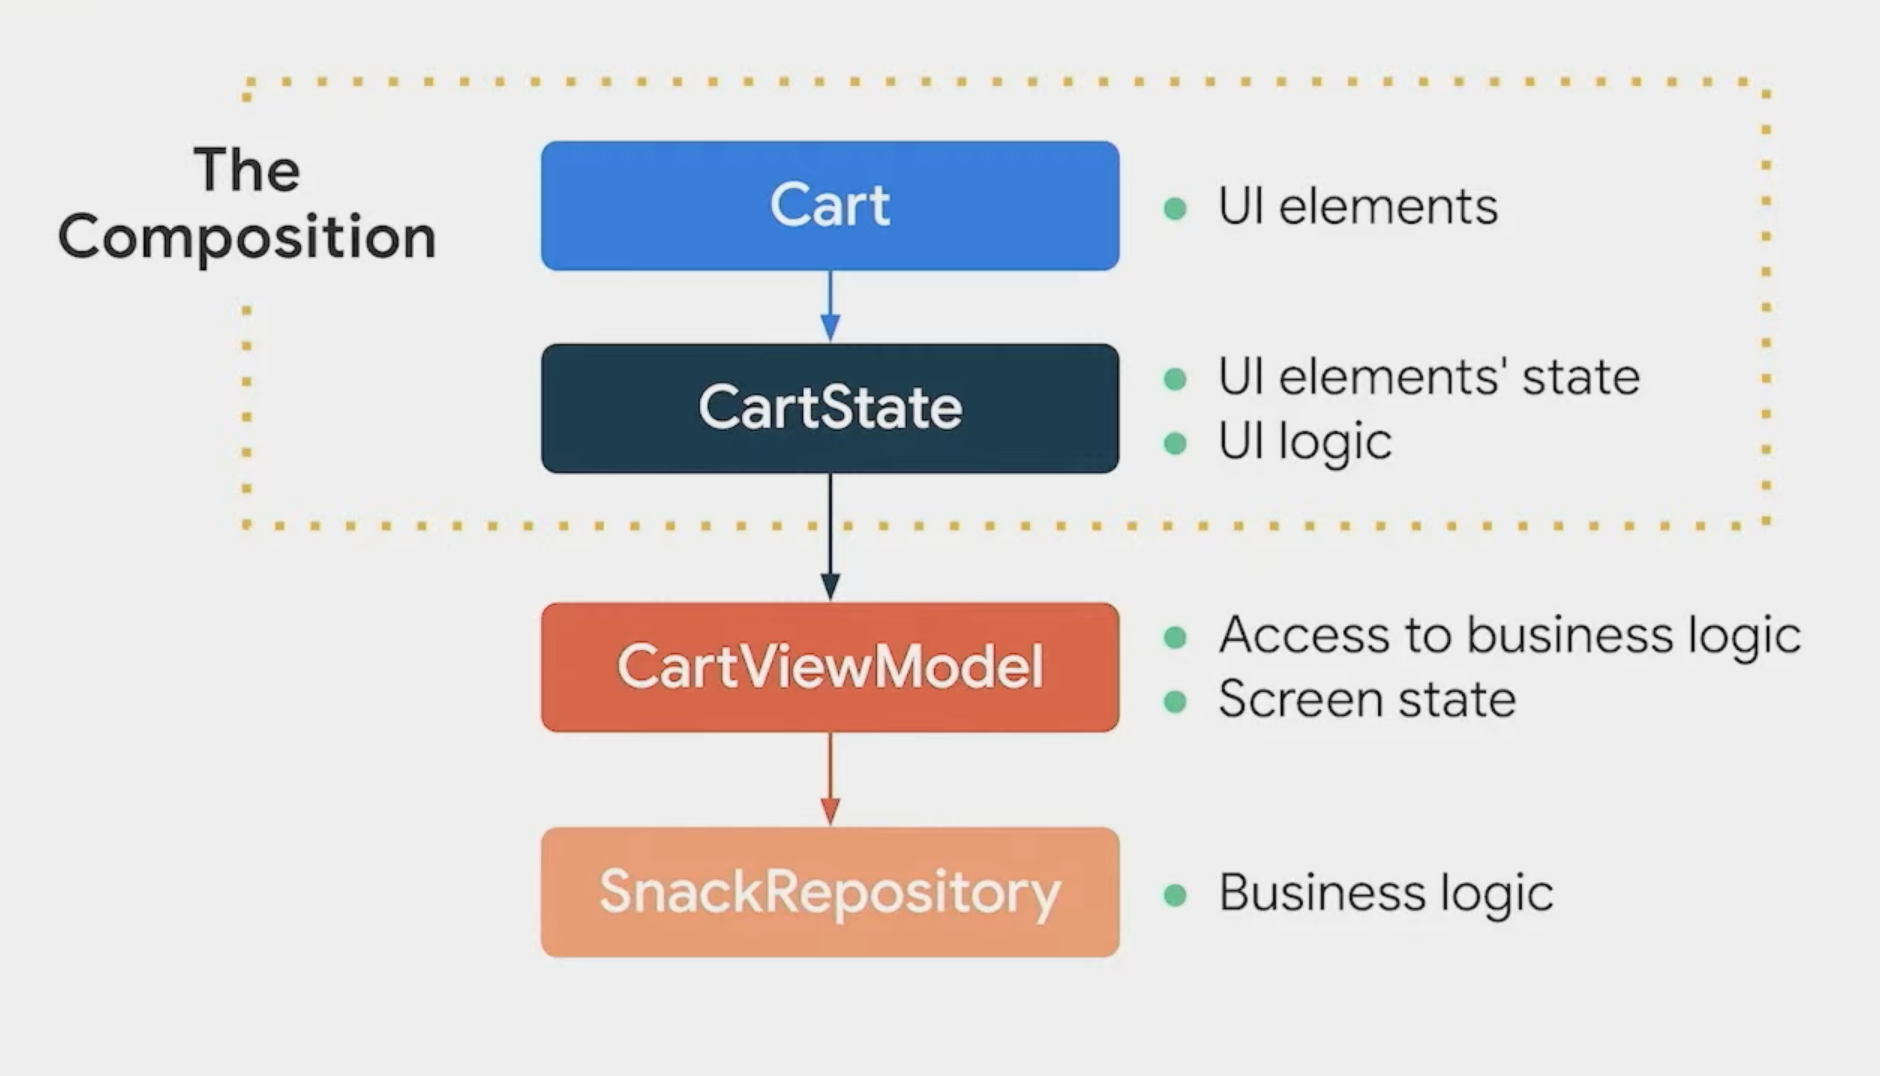 The
Composition
Cart
UI elements
CartState
UI elements' state
UI logic
CartViewModel
Access to business logic
Screen state
SnackRepository
Business logic